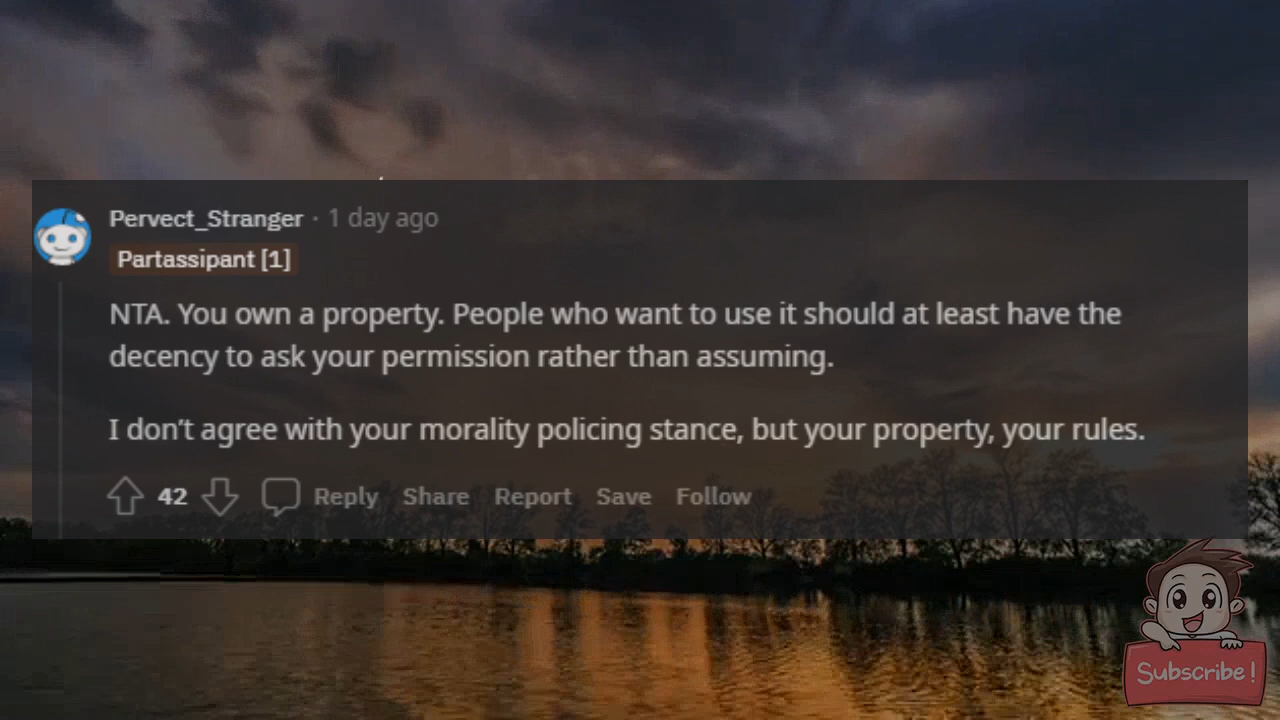 Pervect_Stranger · 1 day ago
Partassipant [1]
NTA. You own a property. People who want to use it should at least have the
decency to ask your permission rather than assuming.
I don’t agree with your morality policing stance, but your property, your rules.
42 Reply Share Report Save Follow
Subscribe!